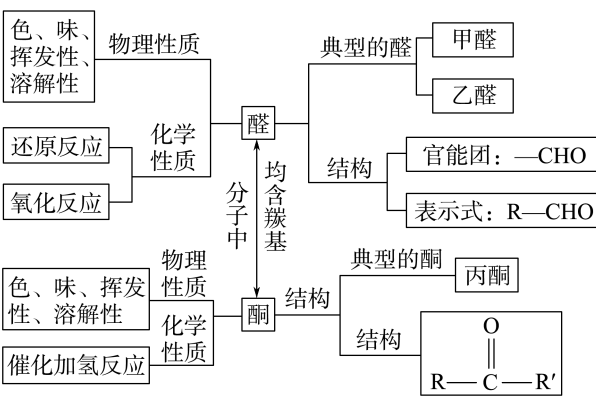 色、味、
挥发性、
溶解性
物理性质
还原反应
氧化反应
化学
性质
醛
典型的醛
甲醛
乙醛
结构
官能团：—CHO
表示式：R—CHO
分子中
均含羰基
色、味、挥发
性、溶解性
物理
性质
催化加氢反应
化学
性质
酮
结构
典型的酮
丙酮
结构
O
R—C—R′